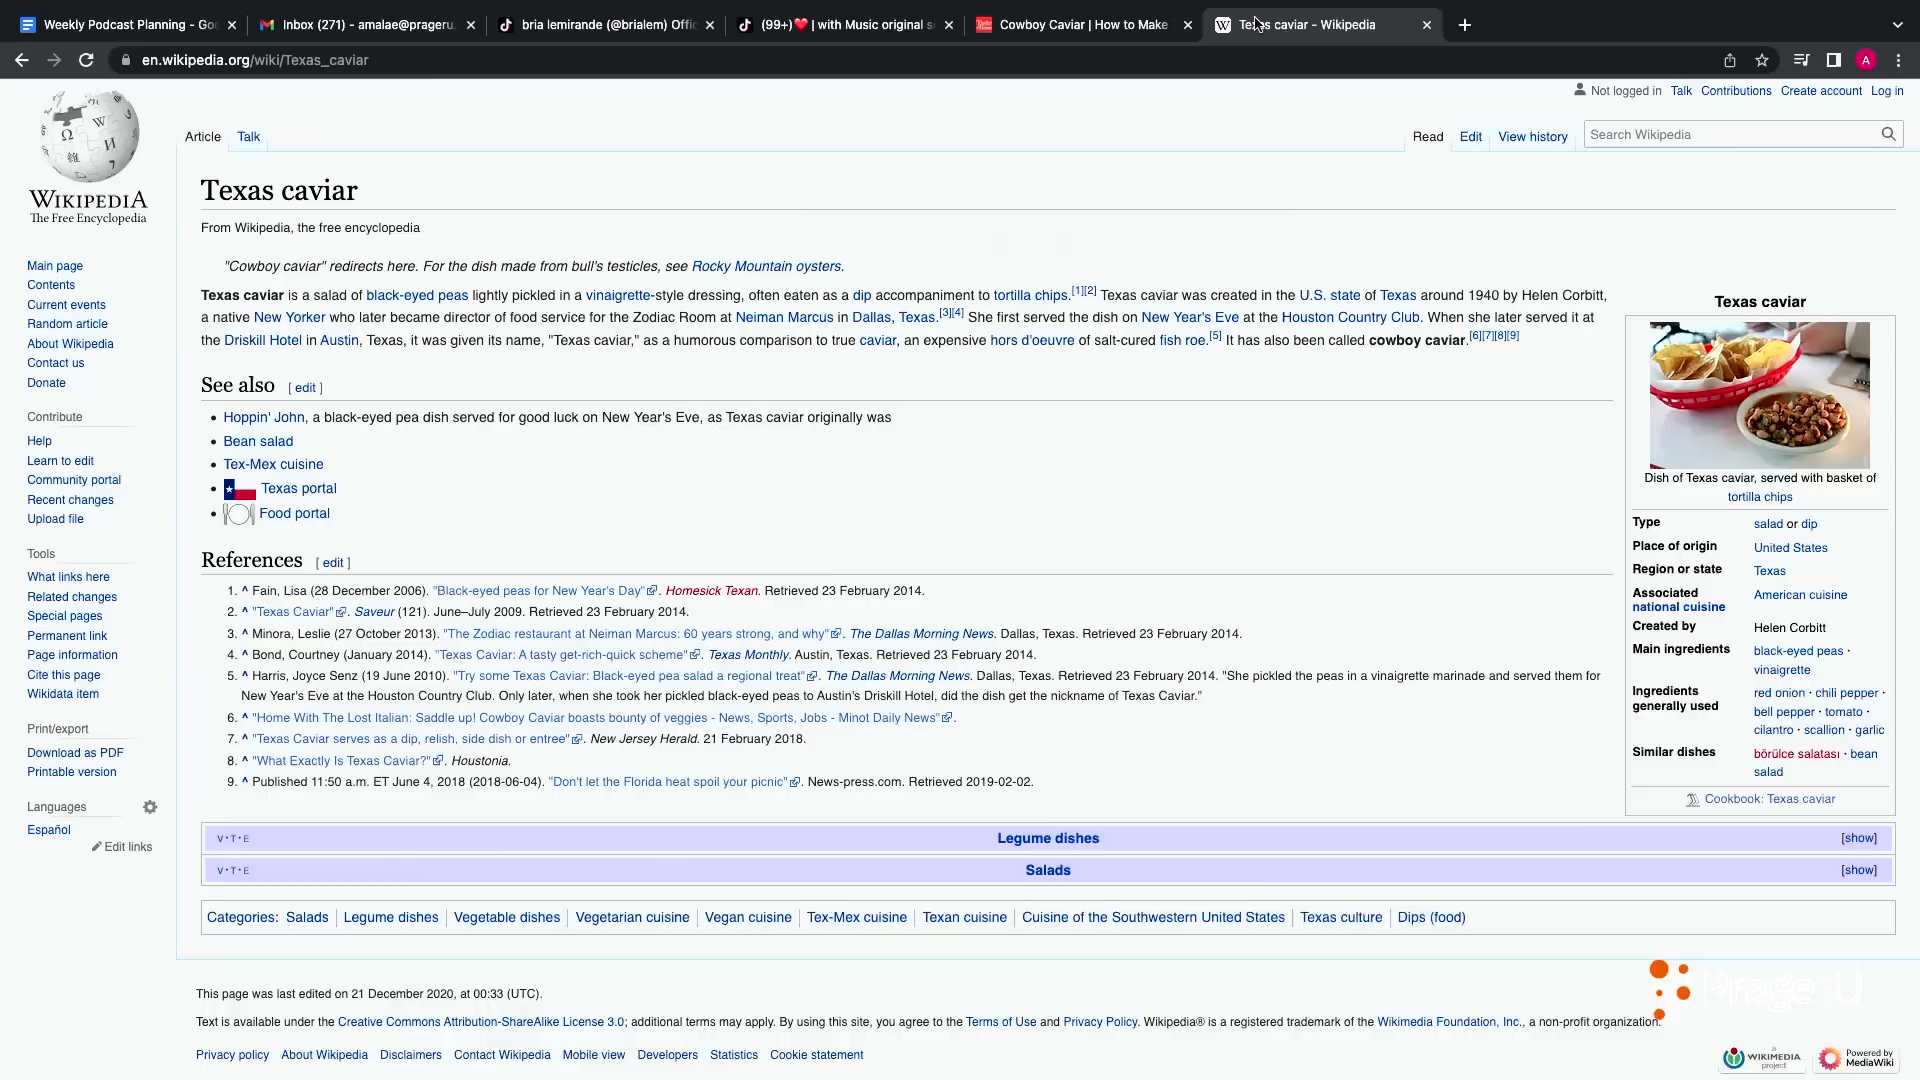 Weekly Podcast Planning - Goo
Inbox (271) - amalae@prageru.
bria lemirande (@brialem) Offic
(99+)❤️ | with Music original s
Cowboy Caviar | How to Make
Texas caviar - Wikipedia
en.wikipedia.org/wiki/Texas_caviar
A
Not logged in Talk Contributions Create account Log in
Article Talk
Read Edit View history Search Wikipedia
WIKIPEDIA
The Free Encyclopedia
Main page
Contents
Current events
Random article
About Wikipedia
Contact us
Donate
Contribute
Help
Learn to edit
Community portal
Recent changes
Upload file
Tools
What links here
Related changes
Special pages
Permanent link
Page information
Cite this page
Wikidata item
Print/export
Download as PDF
Printable version
Languages
Español
Edit links
Texas caviar
From Wikipedia, the free encyclopedia
"Cowboy caviar" redirects here. For the dish made from bull's testicles, see Rocky Mountain oysters.
Texas caviar is a salad of black-eyed peas lightly pickled in a vinaigrette-style dressing, often eaten as a dip accompaniment to tortilla chips.[1][2] Texas caviar was created in the U.S. state of Texas around 1940 by Helen Corbitt,
a native New Yorker who later became director of food service for the Zodiac Room at Neiman Marcus in Dallas, Texas.[3][4] She first served the dish on New Year's Eve at the Houston Country Club. When she later served it at
the Driskill Hotel in Austin, Texas, it was given its name, "Texas caviar," as a humorous comparison to true caviar, an expensive hors d'oeuvre of salt-cured fish roe.[5] It has also been called cowboy caviar.[6][7][8][9]
See also [ edit ]
• Hoppin' John, a black-eyed pea dish served for good luck on New Year's Eve, as Texas caviar originally was
• Bean salad
• Tex-Mex cuisine
• Texas portal
• Food portal
References [ edit ]
1. ^ Fain, Lisa (28 December 2006). "Black-eyed peas for New Year's Day". Homesick Texan. Retrieved 23 February 2014.
2. ^ "Texas Caviar". Saveur (121). June–July 2009. Retrieved 23 February 2014.
3. ^ Minora, Leslie (27 October 2013). "The Zodiac restaurant at Neiman Marcus: 60 years strong, and why". The Dallas Morning News. Dallas, Texas. Retrieved 23 February 2014.
4. ^ Bond, Courtney (January 2014). "Texas Caviar: A tasty get-rich-quick scheme". Texas Monthly. Austin, Texas. Retrieved 23 February 2014.
5. ^ Harris, Joyce Senz (19 June 2010). "Try some Texas Caviar: Black-eyed pea salad a regional treat". The Dallas Morning News. Dallas, Texas. Retrieved 23 February 2014. "She pickled the peas in a vinaigrette marinade and served them for
New Year's Eve at the Houston Country Club. Only later, when she took her pickled black-eyed peas to Austin's Driskill Hotel, did the dish get the nickname of Texas Caviar."
6. ^ "Home With The Lost Italian: Saddle up! Cowboy Caviar boasts bounty of veggies - News, Sports, Jobs - Minot Daily News".
7. ^ "Texas Caviar serves as a dip, relish, side dish or entree". New Jersey Herald. 21 February 2018.
8. ^ "What Exactly Is Texas Caviar?". Houstonia.
9. ^ Published 11:50 a.m. ET June 4, 2018 (2018-06-04). "Don't let the Florida heat spoil your picnic". News-press.com. Retrieved 2019-02-02.
Texas caviar
Dish of Texas caviar, served with basket of
tortilla chips
Type salad or dip
Place of origin United States
Region or state Texas
Associated American cuisine
national cuisine
Created by Helen Corbitt
Main ingredients black-eyed peas ·
vinaigrette
Ingredients red onion · chili pepper ·
generally used bell pepper · tomato ·
cilantro · scallion · garlic
Similar dishes börülce salatası · bean
salad
Cookbook: Texas caviar
V·T·E Legume dishes [show]
V·T·E Salads [show]
Categories: Salads | Legume dishes | Vegetable dishes | Vegetarian cuisine | Vegan cuisine | Tex-Mex cuisine | Texan cuisine | Cuisine of the Southwestern United States | Texas culture | Dips (food)
PragerU
This page was last edited on 21 December 2020, at 00:33 (UTC).
Text is available under the Creative Commons Attribution-ShareAlike License 3.0; additional terms may apply. By using this site, you agree to the Terms of Use and Privacy Policy. Wikipedia® is a registered trademark of the Wikimedia Foundation, Inc., a non-profit organization.
Privacy policy About Wikipedia Disclaimers Contact Wikipedia Mobile view Developers Statistics Cookie statement
a WIKIMEDIA project
Powered by MediaWiki